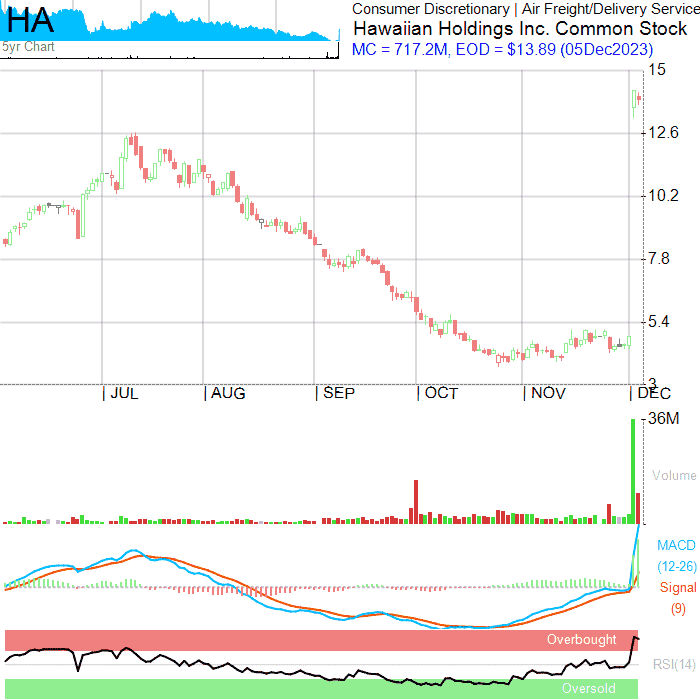 HA
5yr Chart
Consumer Discretionary | Air Freight/Delivery Service
Hawaiian Holdings Inc. Common Stock
MC = 717.2M, EOD = $13.89 (05Dec2023)
15
12.6
10.2
7.8
5.4
3
| JUL | AUG | SEP | OCT | NOV | DEC
36M
Volume
MACD
(12-26)
Signal
(9)
Overbought
RSI(14)
Oversold